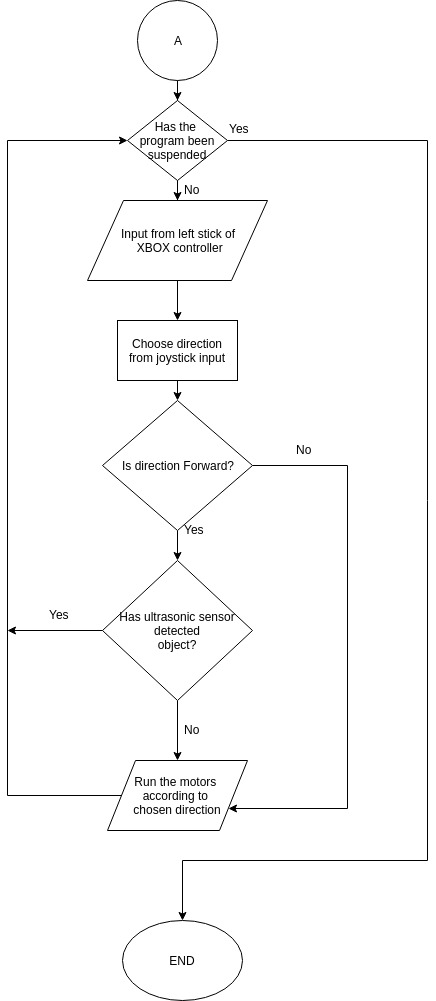 A
Has the
program been
suspended
Yes
No
Input from left stick of
XBOX controller
Choose direction
from joystick input
Is direction Forward?
No
Yes
Has ultrasonic sensor
detected
object?
Yes
No
Run the motors
according to
chosen direction
END